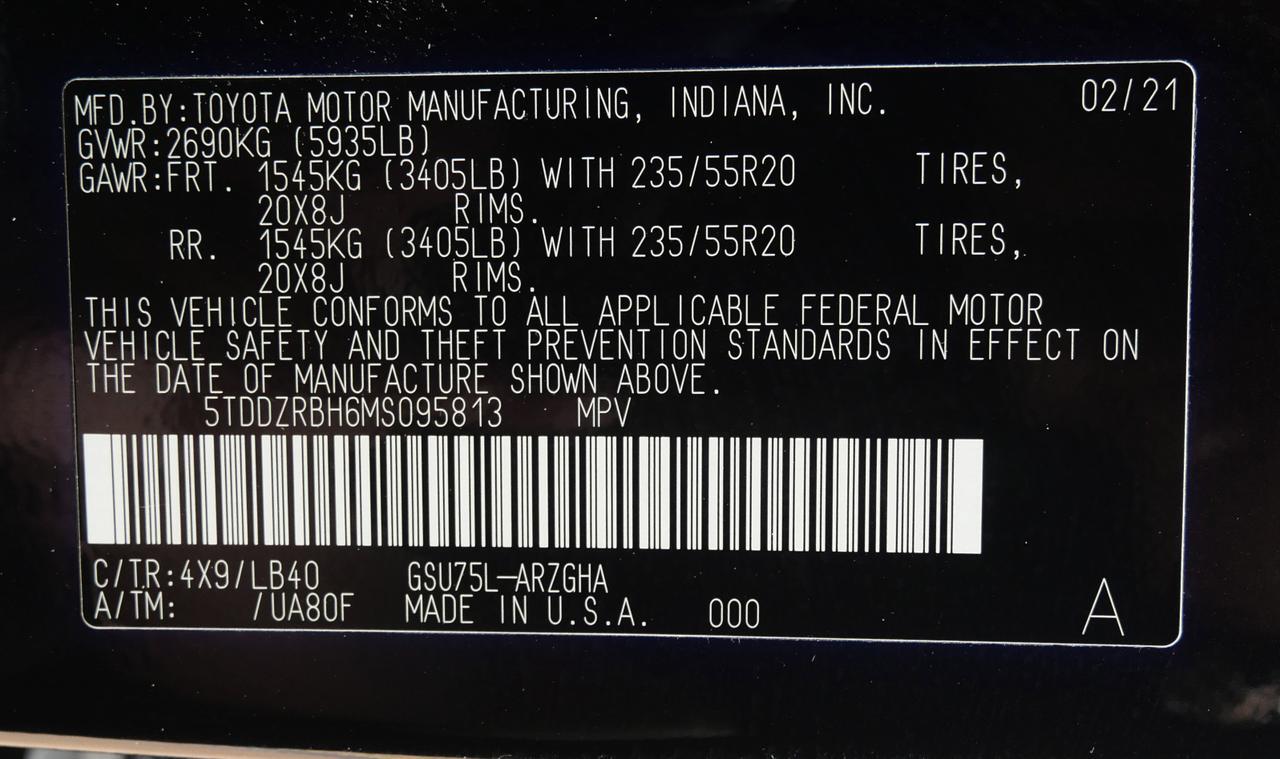 MFD.BY:TOYOTA MOTOR MANUFACTURING, INDIANA, INC. 02/21
GVWR:2690KG (5935LB)
GAWR:FRT. 1545KG (3405LB) WITH 235/55R20 TIRES,
20X8J RIMS.
RR. 1545KG (3405LB) WITH 235/55R20 TIRES,
20X8J RIMS.
THIS VEHICLE CONFORMS TO ALL APPLICABLE FEDERAL MOTOR
VEHICLE SAFETY AND THEFT PREVENTION STANDARDS IN EFFECT ON
THE DATE OF MANUFACTURE SHOWN ABOVE.
5TDDZRBH6MS095813 MPV
C/TR:4X9/LB40 GSU75L-ARZGHA
A/TM: /UA80F MADE IN U.S.A. 000 A